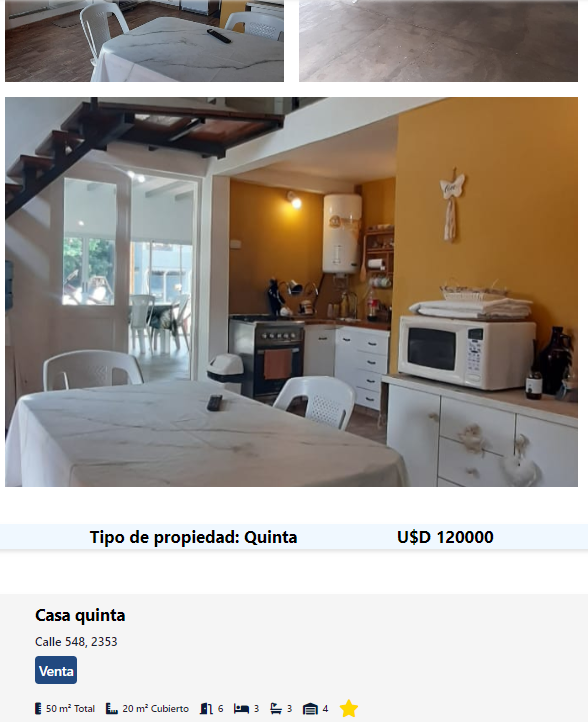 Tipo de propiedad: Quinta U$D 120000
Casa quinta
Calle 548, 2353
Venta
50 m² Total 20 m² Cubierto 6 3 3 4